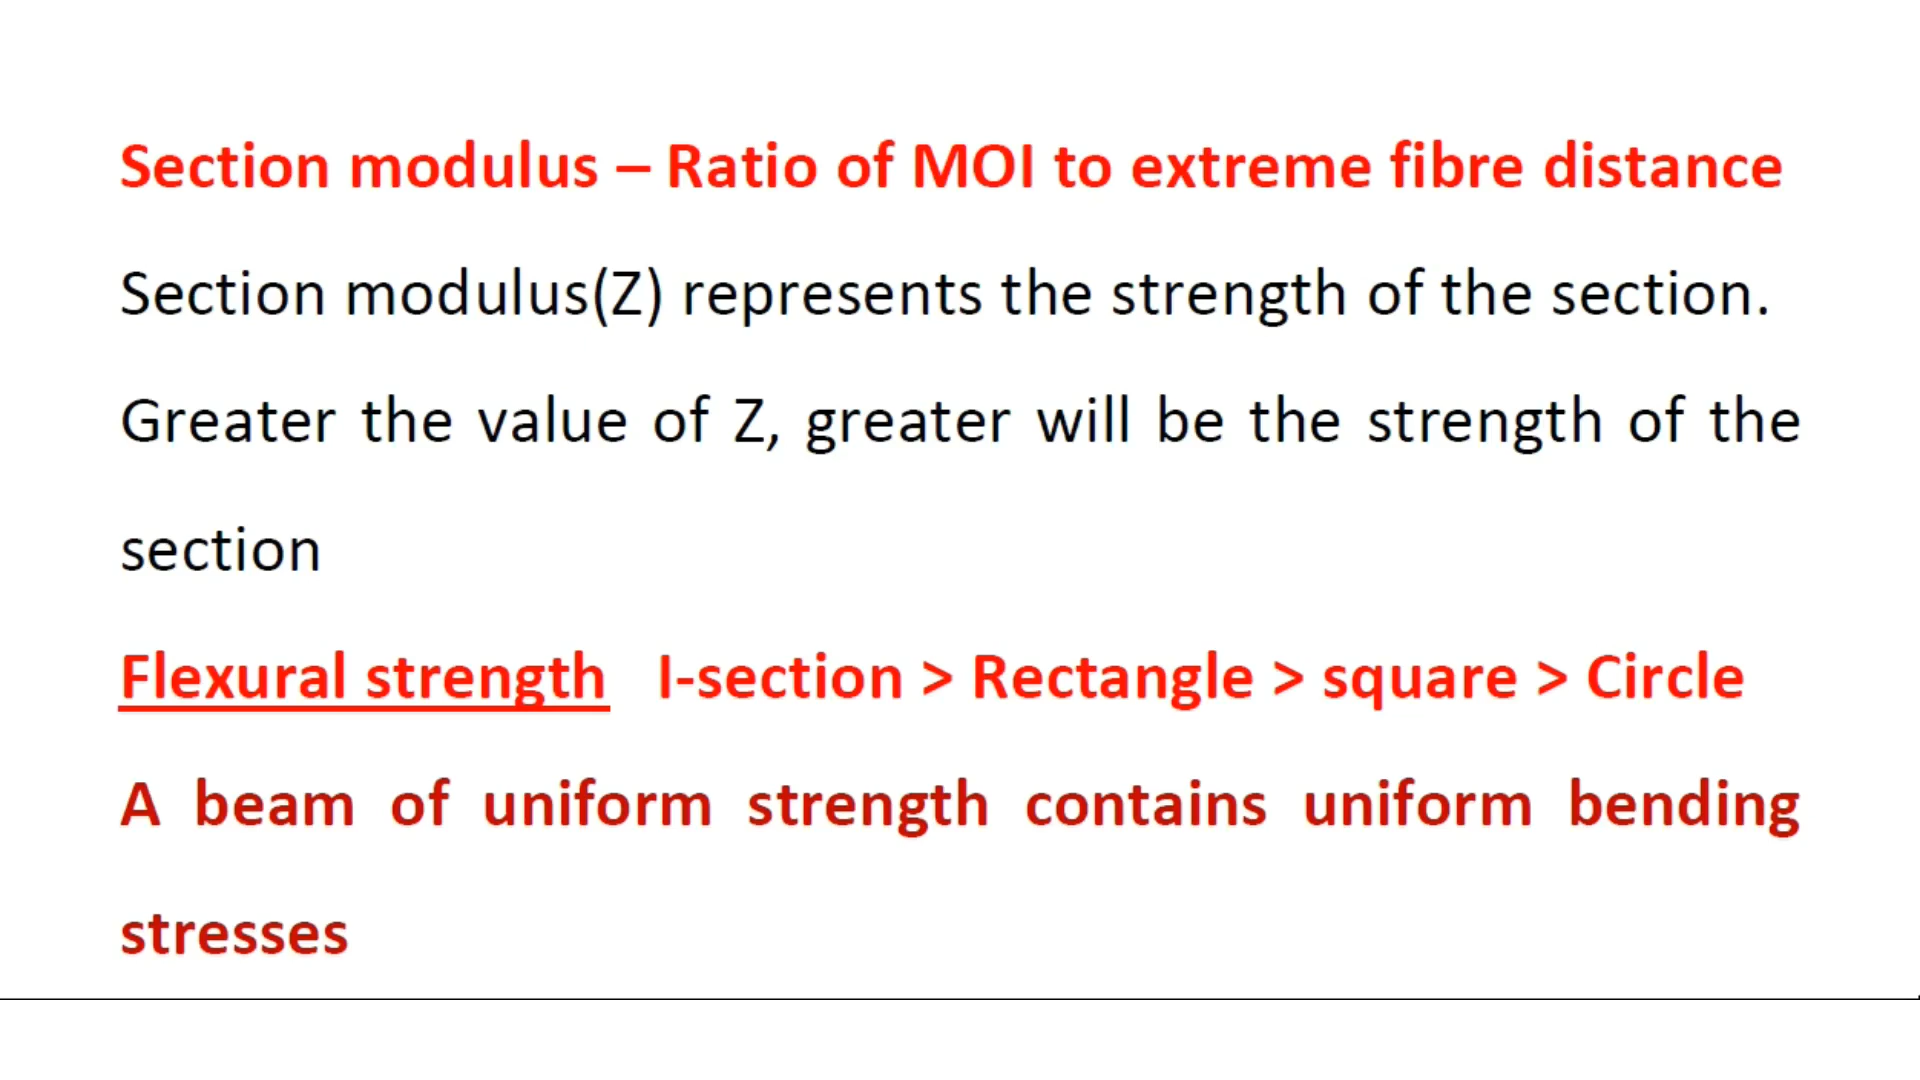 Section modulus – Ratio of MOI to extreme fibre distance
Section modulus(Z) represents the strength of the section.
Greater the value of Z, greater will be the strength of the
section
Flexural strength I-section > Rectangle > square > Circle
A beam of uniform strength contains uniform bending
stresses